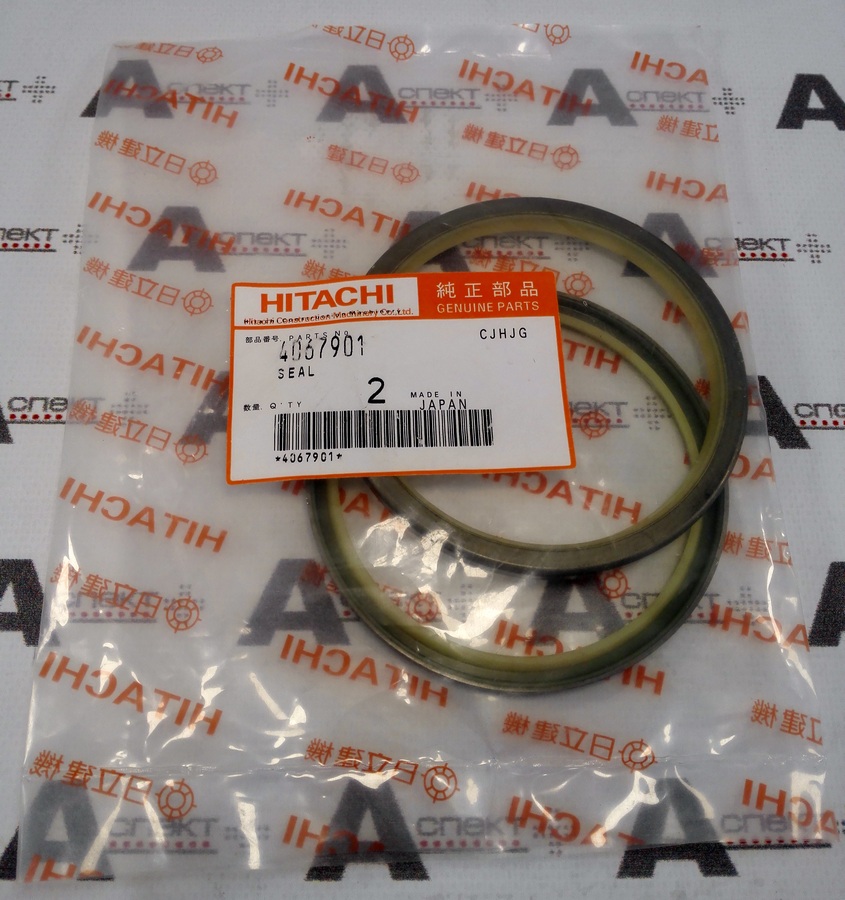 HITACHI
純正部品
GENUINE PARTS
Hitachi Construction Machinery Co., Ltd.
部品番号. PARTS No.
4067901
CJHJG
SEAL
数量. Q'TY
2
MADE IN
JAPAN
*4067901*
HITACHI
日立建機
Аспект